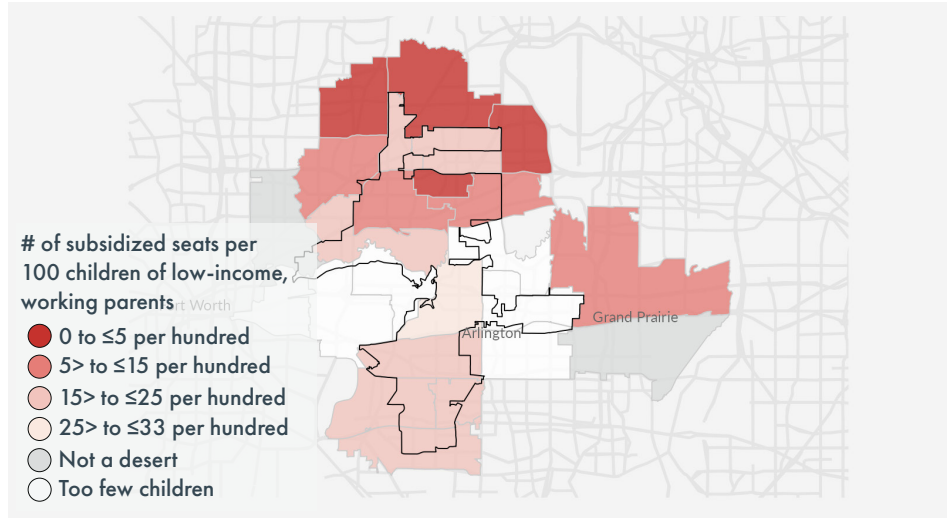 # of subsidized seats per
100 children of low-income,
working parents
Fort Worth
0 to ≤5 per hundred
5> to ≤15 per hundred
15> to ≤25 per hundred
25> to ≤33 per hundred
Not a desert
Too few children
Grand Prairie
Arlington